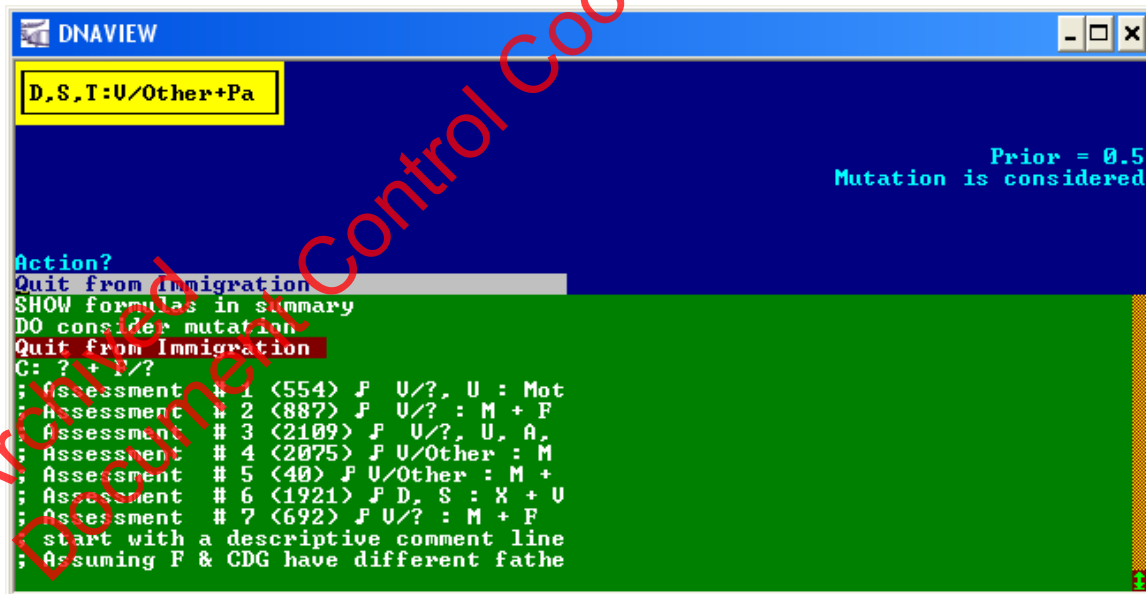 DNAVIEW
D,S,T:V/Other+Pa
Prior = 0.5
Mutation is considered
Action?
Quit from Immigration
SHOW formulas in summary
DO consider mutation
Quit from Immigration
C: ? + F/?
; Assessment # 1 (554) ♬ V/?, U : Mot
; Assessment # 2 (887) ♬ V/? : M + F
; Assessment # 3 (2109) ♬ V/?, U, A,
; Assessment # 4 (2075) ♬ V/Other : M
; Assessment # 5 (40) ♬ V/Other : M +
; Assessment # 6 (1921) ♬ D, S : X + V
; Assessment # 7 (692) ♬ V/? : M + F
; start with a descriptive comment line
; Assuming F & CDG have different fathe
Archived
Document Control Coo